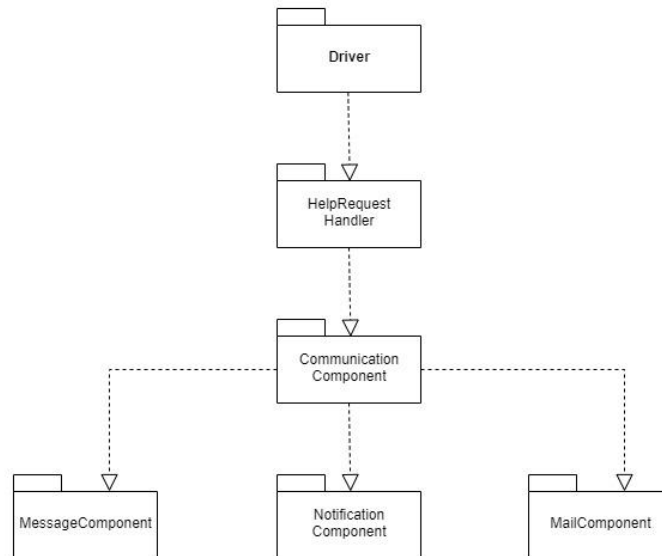 Driver
HelpRequest
Handler
Communication
Component
MessageComponent
Notification
Component
MailComponent